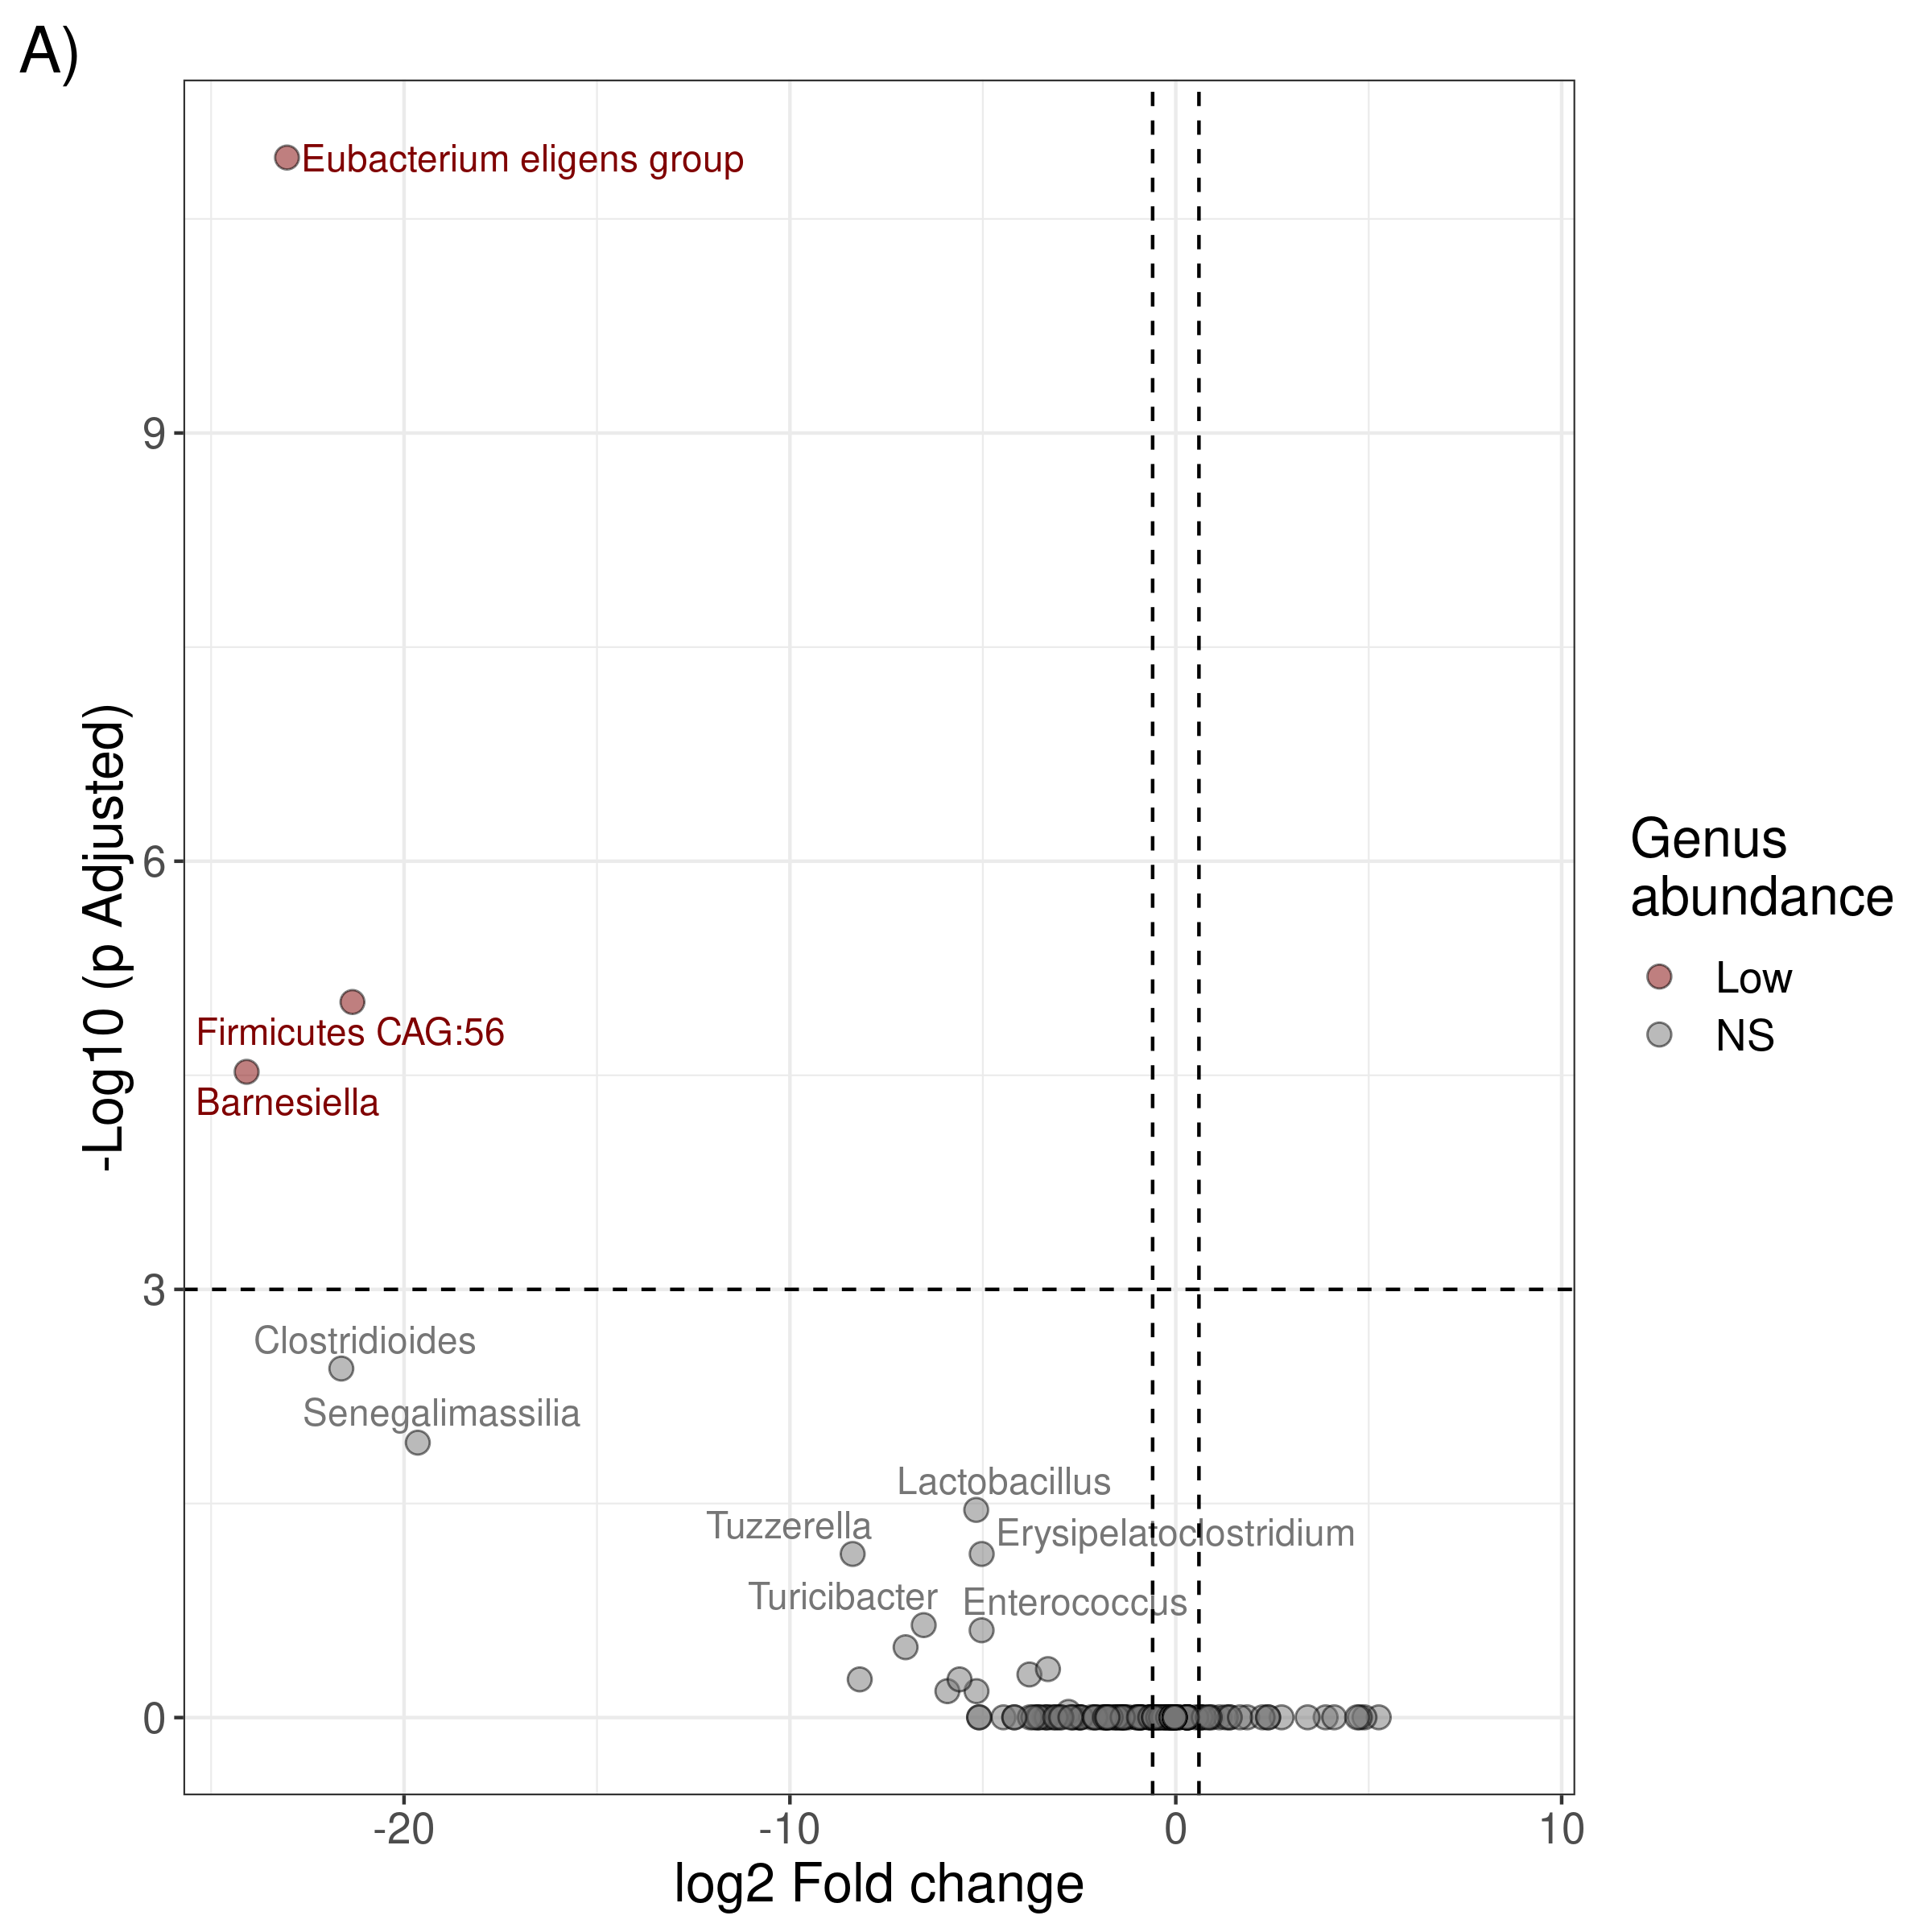 A)
Eubacterium eligens group
9
6
Firmicutes CAG:56
Barnesiella
3
Clostridioides
Senegalimassilia
Lactobacillus
Tuzzerella
Erysipelatoclostridium
Turicibacter
Enterococcus
0
-20
-10
0
10
log2 Fold change
-Log10 (p Adjusted)
Genus
abundance
Low
NS